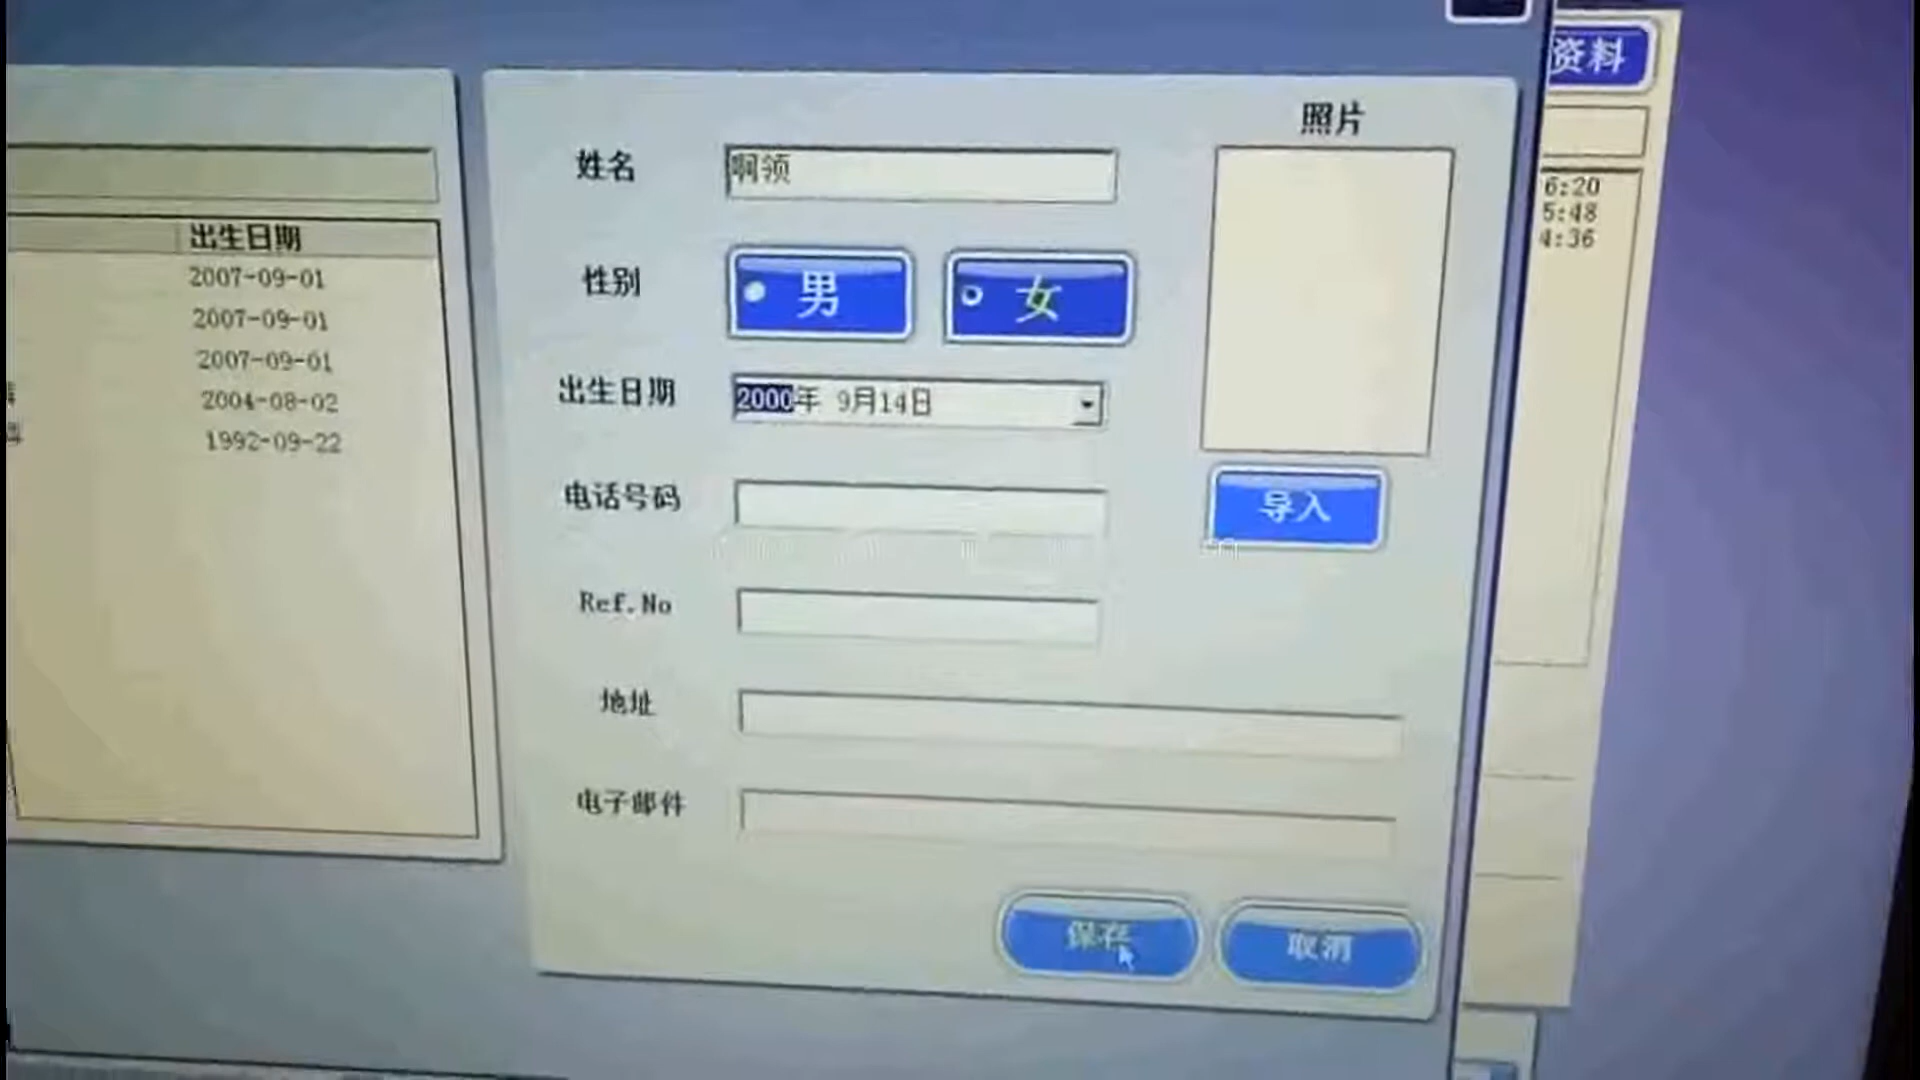 资料
照片
姓名 啊领
6:20
5:48
4:36
出生日期
2007-09-01
2007-09-01
2007-09-01
2004-08-02
1992-09-22
性别 男 女
出生日期 2000年 9月14日
电话号码
导入
Ref.No
地址
电子邮件
保存 取消